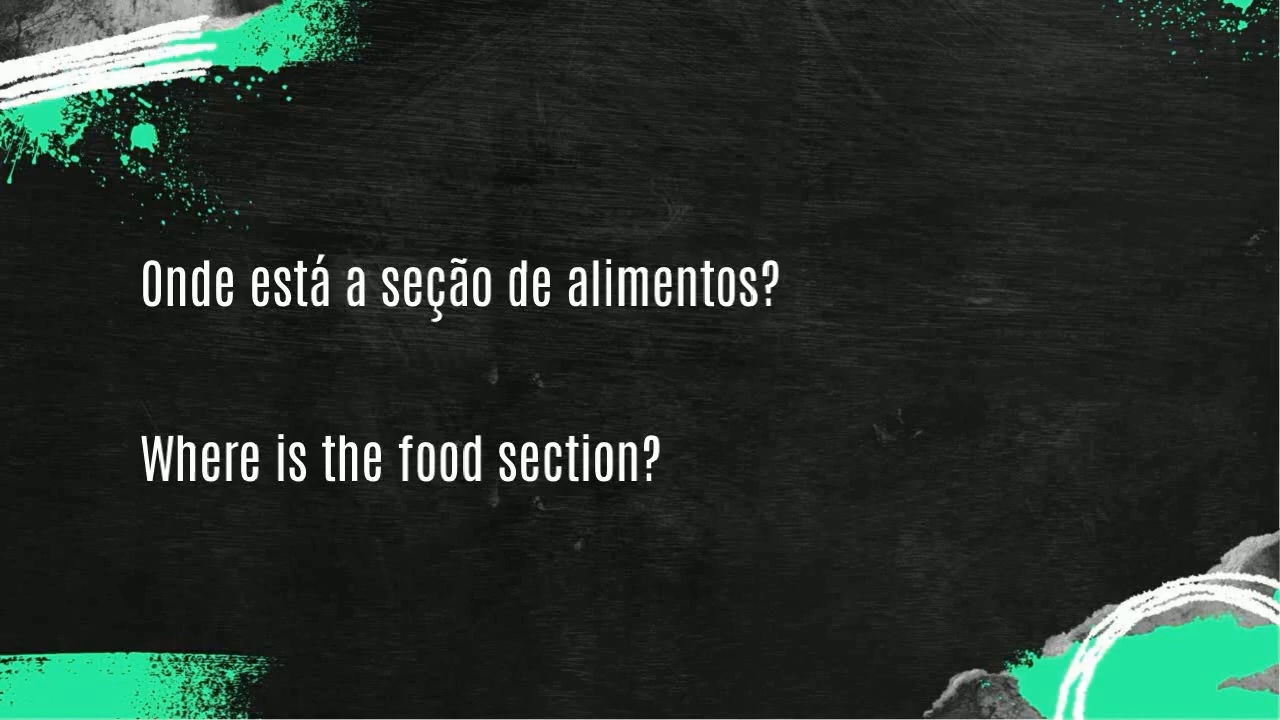 Onde está a seção de alimentos?
Where is the food section?